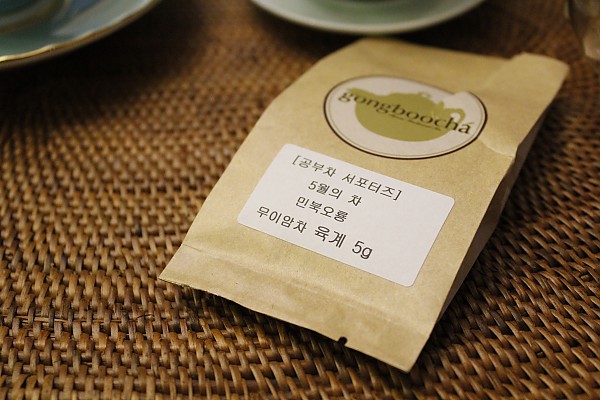 gongboochá
[공부차 서포터즈]
5월의 차
민북오룡
무이암차 육계 5g